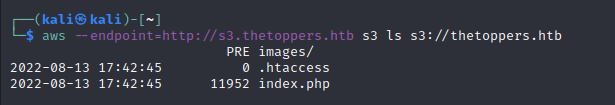 ┌──(kali㉿kali)-[~]
└─$ aws --endpoint=http://s3.thetoppers.htb s3 ls s3://thetoppers.htb
                           PRE images/
2022-08-13 17:42:45          0 .htaccess
2022-08-13 17:42:45      11952 index.php